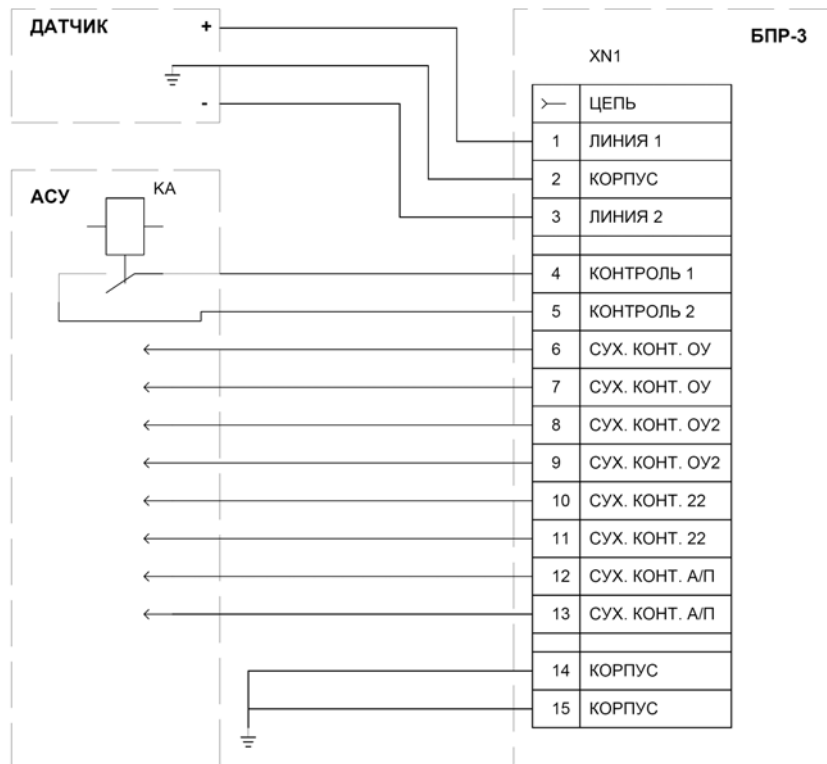 ДАТЧИК
+
-
БПР-3
XN1
ЦЕПЬ
1 ЛИНИЯ 1
2 КОРПУС
3 ЛИНИЯ 2
АСУ
КА
4 КОНТРОЛЬ 1
5 КОНТРОЛЬ 2
6 СУХ. КОНТ. ОУ
7 СУХ. КОНТ. ОУ
8 СУХ. КОНТ. ОУ2
9 СУХ. КОНТ. ОУ2
10 СУХ. КОНТ. 22
11 СУХ. КОНТ. 22
12 СУХ. КОНТ. А/П
13 СУХ. КОНТ. А/П
14 КОРПУС
15 КОРПУС